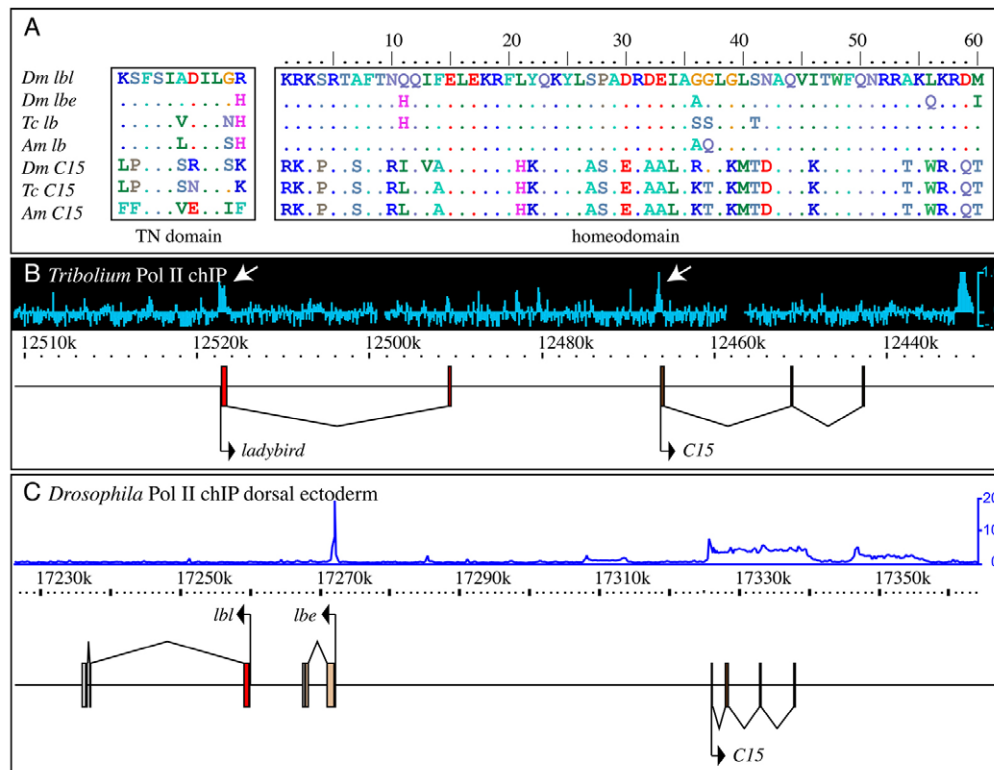 A
10 20 30 40 50 60
Dm lbl KSFSIADILGR KRKSRTAFTNQQIFELEKRFLYQKYLSPADRDEIAGGLGLSNAQVITWFQNRRAKLKRDM
Dm lbe ..........H ..........H........................A...................Q...I
Tc lb .....V...NH ..........H........................SS...T...................
Am lb .....L...SH ...................................AQ.......................
Dm C15 LP...SR..SK RK.P..S..RI.VA......HK....AS.E.AAL.R..KMTD...K.......T.WR.QT
Tc C15 LP...SN...K RK.P..S..RL..A......HK....AS.E.AAL.KT.KMTD...K.......T.WR.QT
Am C15 FF...VE..IF RK.P..S..RL..A......HK....AS.E.AAL.KT.KMTD...K.......T.WR.QT
TN domain homeodomain
B Tribolium Pol II chIP
12510k 12520k 12500k 12480k 12460k 12440k
ladybird C15
C Drosophila Pol II chIP dorsal ectoderm
20
10
0
17230k 17250k 17270k 17290k 17310k 17330k 17350k
lbl lbe
C15